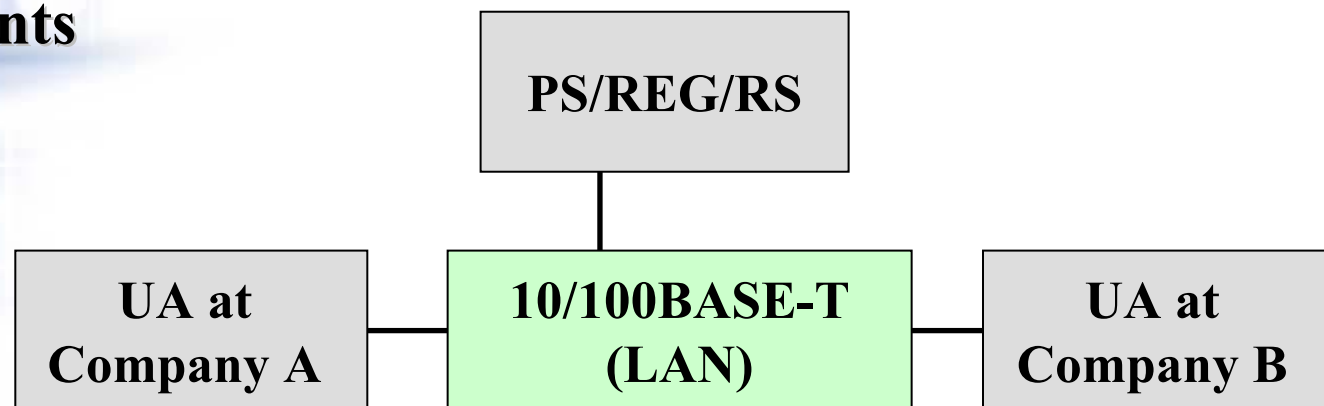 nts
PS/REG/RS
UA at
Company A
10/100BASE-T
(LAN)
UA at
Company B